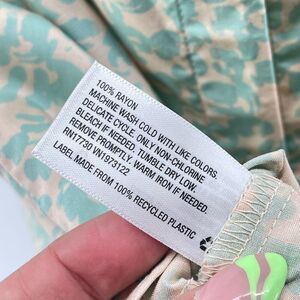 100% RAYON
MACHINE WASH COLD WITH LIKE COLORS.
DELICATE CYCLE. ONLY NON-CHLORINE
BLEACH IF NEEDED. TUMBLE DRY LOW.
REMOVE PROMPTLY. WARM IRON IF NEEDED.
RN17730 VN1973122
LABEL MADE FROM 100% RECYCLED PLASTIC